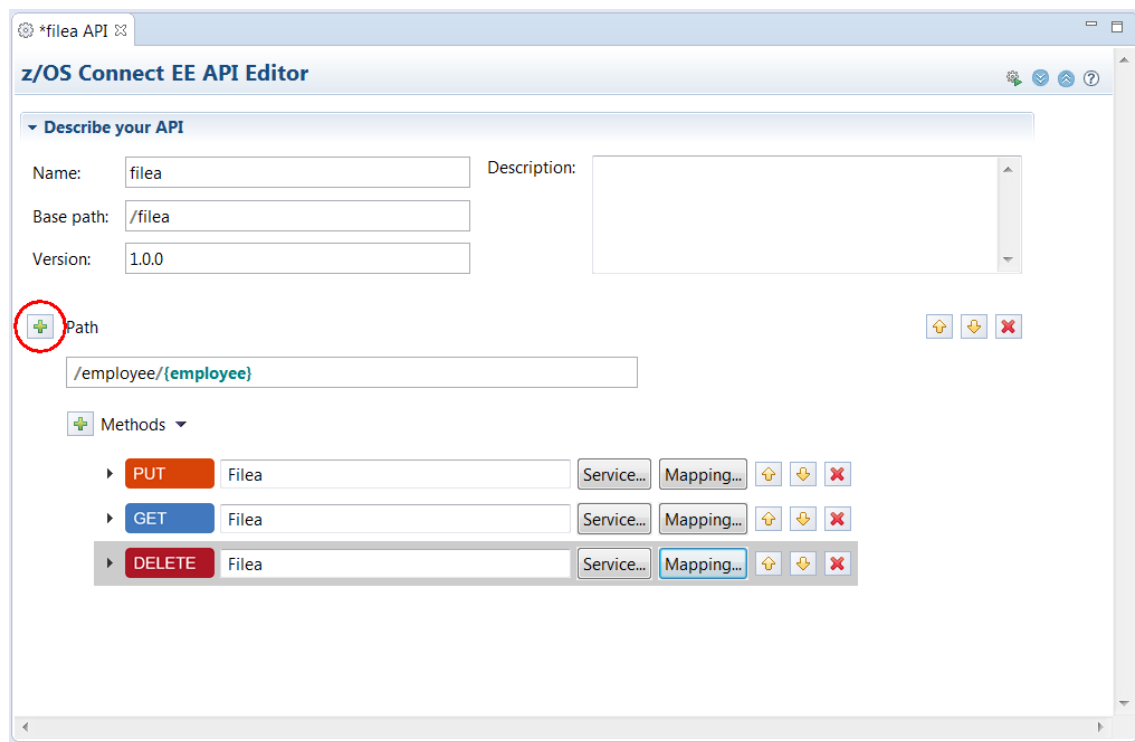 *filea API
z/OS Connect EE API Editor
Describe your API
Name: filea
Description:
Base path: /filea
Version: 1.0.0
Path
/employee/{employee}
Methods
PUT Filea Service... Mapping...
GET Filea Service... Mapping...
DELETE Filea Service... Mapping...